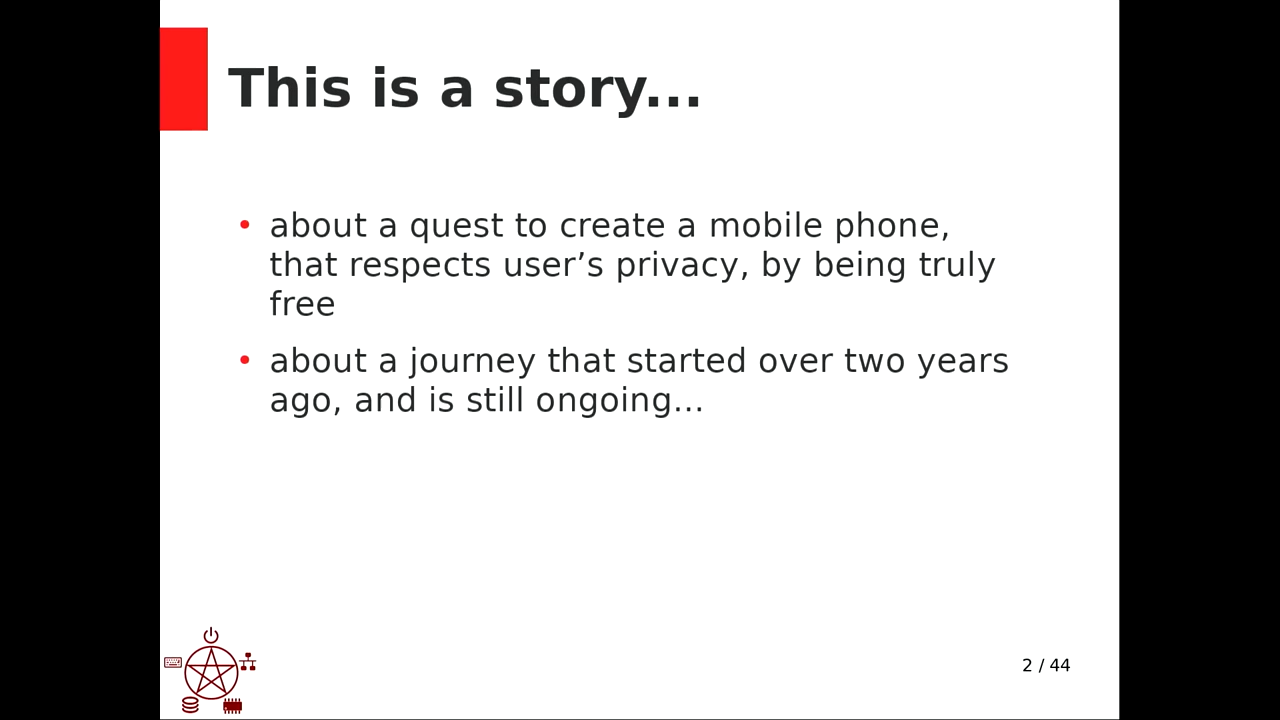 This is a story...
• about a quest to create a mobile phone,
that respects user’s privacy, by being truly
free
• about a journey that started over two years
ago, and is still ongoing...
2 / 44